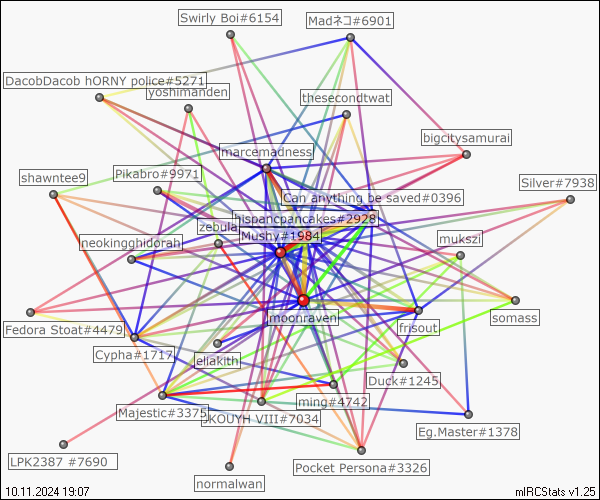 Swirly Boi#6154
Madネコ#6901
DacobDacob hORNY police#5271
yoshimanden
thesecondtwat
bigcitysamurai
marcemadness
shawntee9
Pikabro#9971
Silver#7938
Can anything be saved#0396
hispancpancakes#2928
zebula
Mushy#1984
neokingghidorah
mukszi
somass
moonraven
Fedora Stoat#4479
frisout
Cypha#1717
eliakith
Duck#1245
ming#4742
Majestic#3375
JKOUYH VIII#7034
Eg.Master#1378
LPK2387 #7690
Pocket Persona#3326
normalwan
10.11.2024 19:07
mIRCStats v1.25